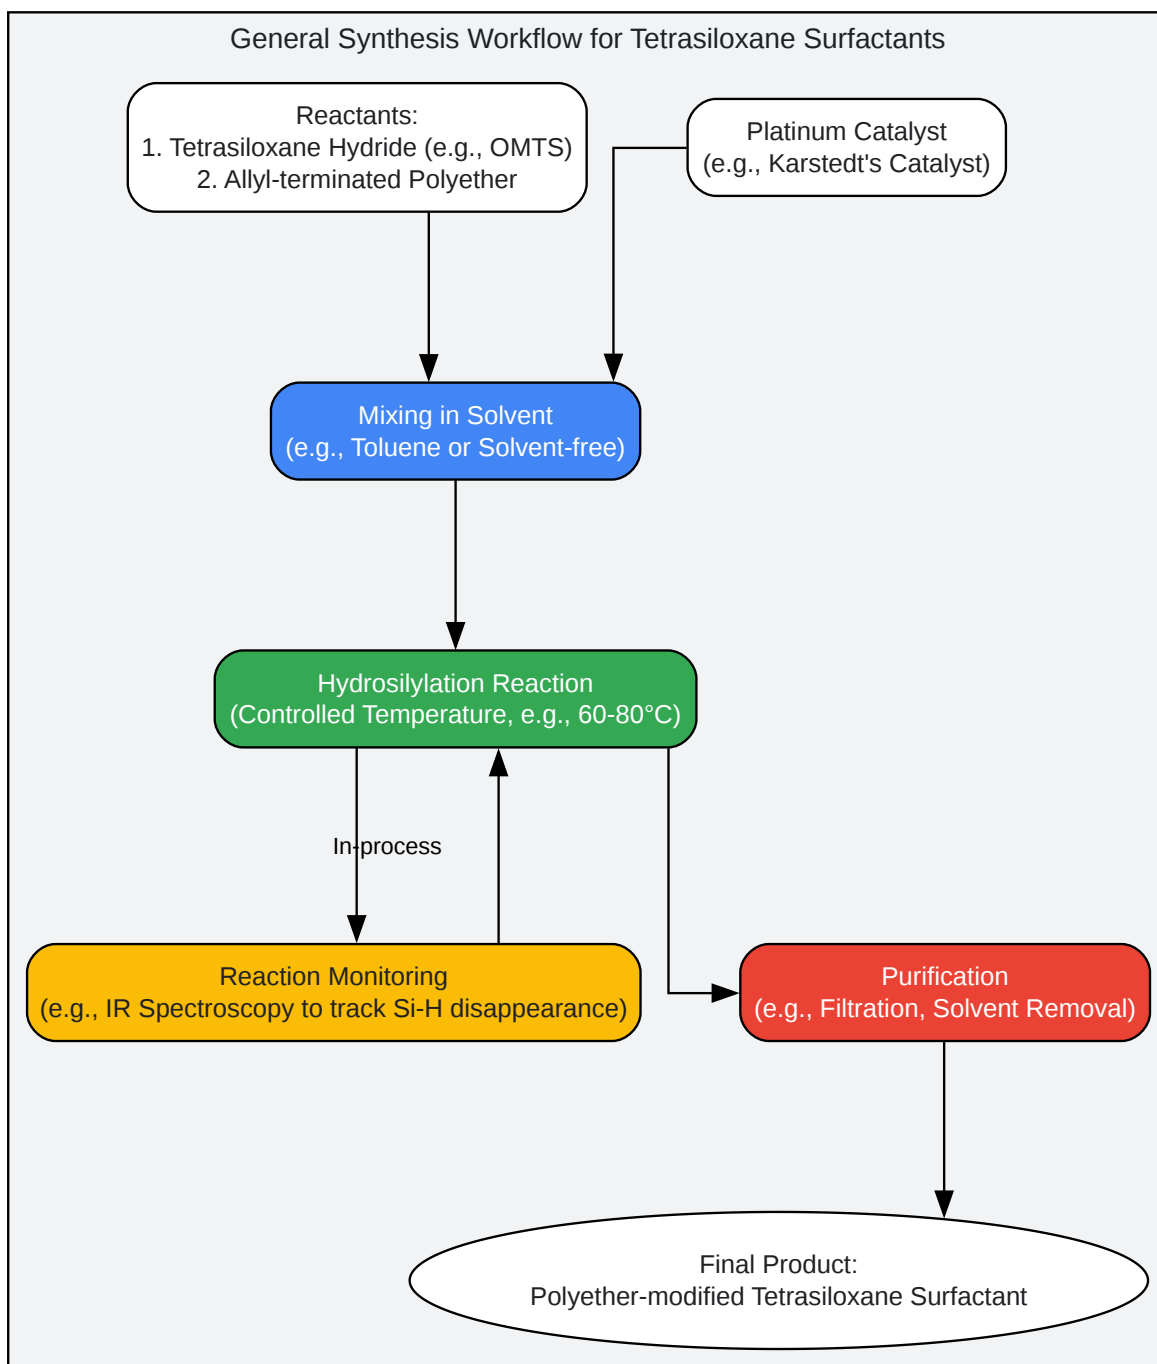 General Synthesis Workflow for Tetrasiloxane Surfactants
Reactants:
1. Tetrasiloxane Hydride (e.g., OMTS)
2. Allyl-terminated Polyether
Platinum Catalyst
(e.g., Karstedt's Catalyst)
Mixing in Solvent
(e.g., Toluene or Solvent-free)
Hydrosilylation Reaction
(Controlled Temperature, e.g., 60-80°C)
In-process
Reaction Monitoring
(e.g., IR Spectroscopy to track Si-H disappearance)
Purification
(e.g., Filtration, Solvent Removal)
Final Product:
Polyether-modified Tetrasiloxane Surfactant